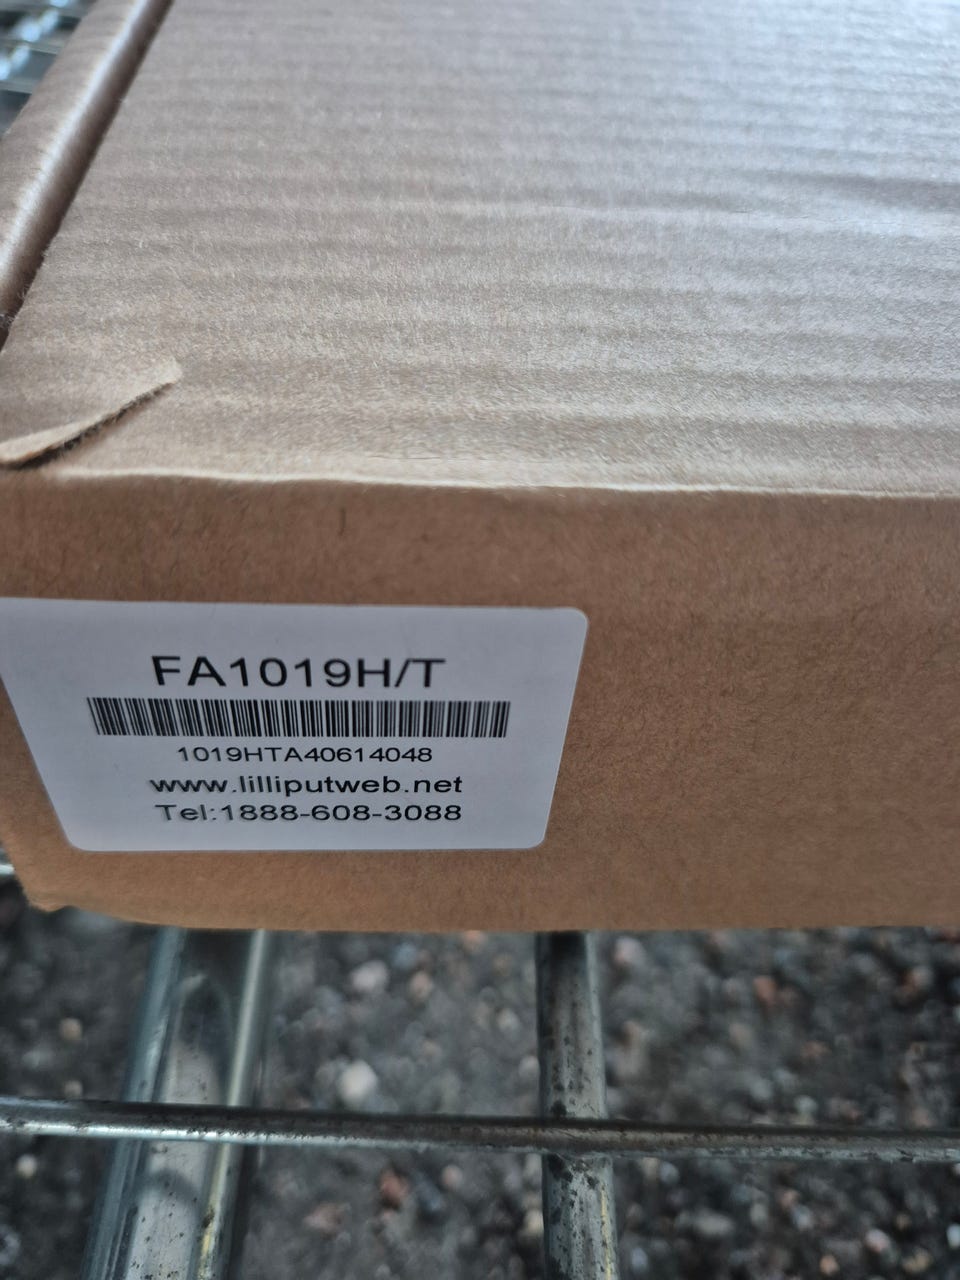 FA1019H/T
1019HTA40614048
www.lilliputweb.net
Tel:1888-608-3088